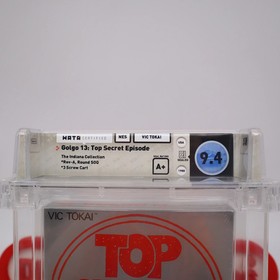 WATA CERTIFIED NES VIC TOKAI
Golgo 13: Top Secret Episode
The Indiana Collection
*Rev-A, Round SOQ
*3 Screw Cart
A+
9.4
VIC TOKAI
TOP